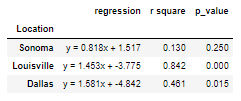 regression r square p_value
Location
Sonoma y = 0.818x + 1.517 0.130 0.250
Louisville y = 1.453x + -3.775 0.842 0.000
Dallas y = 1.581x + -4.842 0.461 0.015